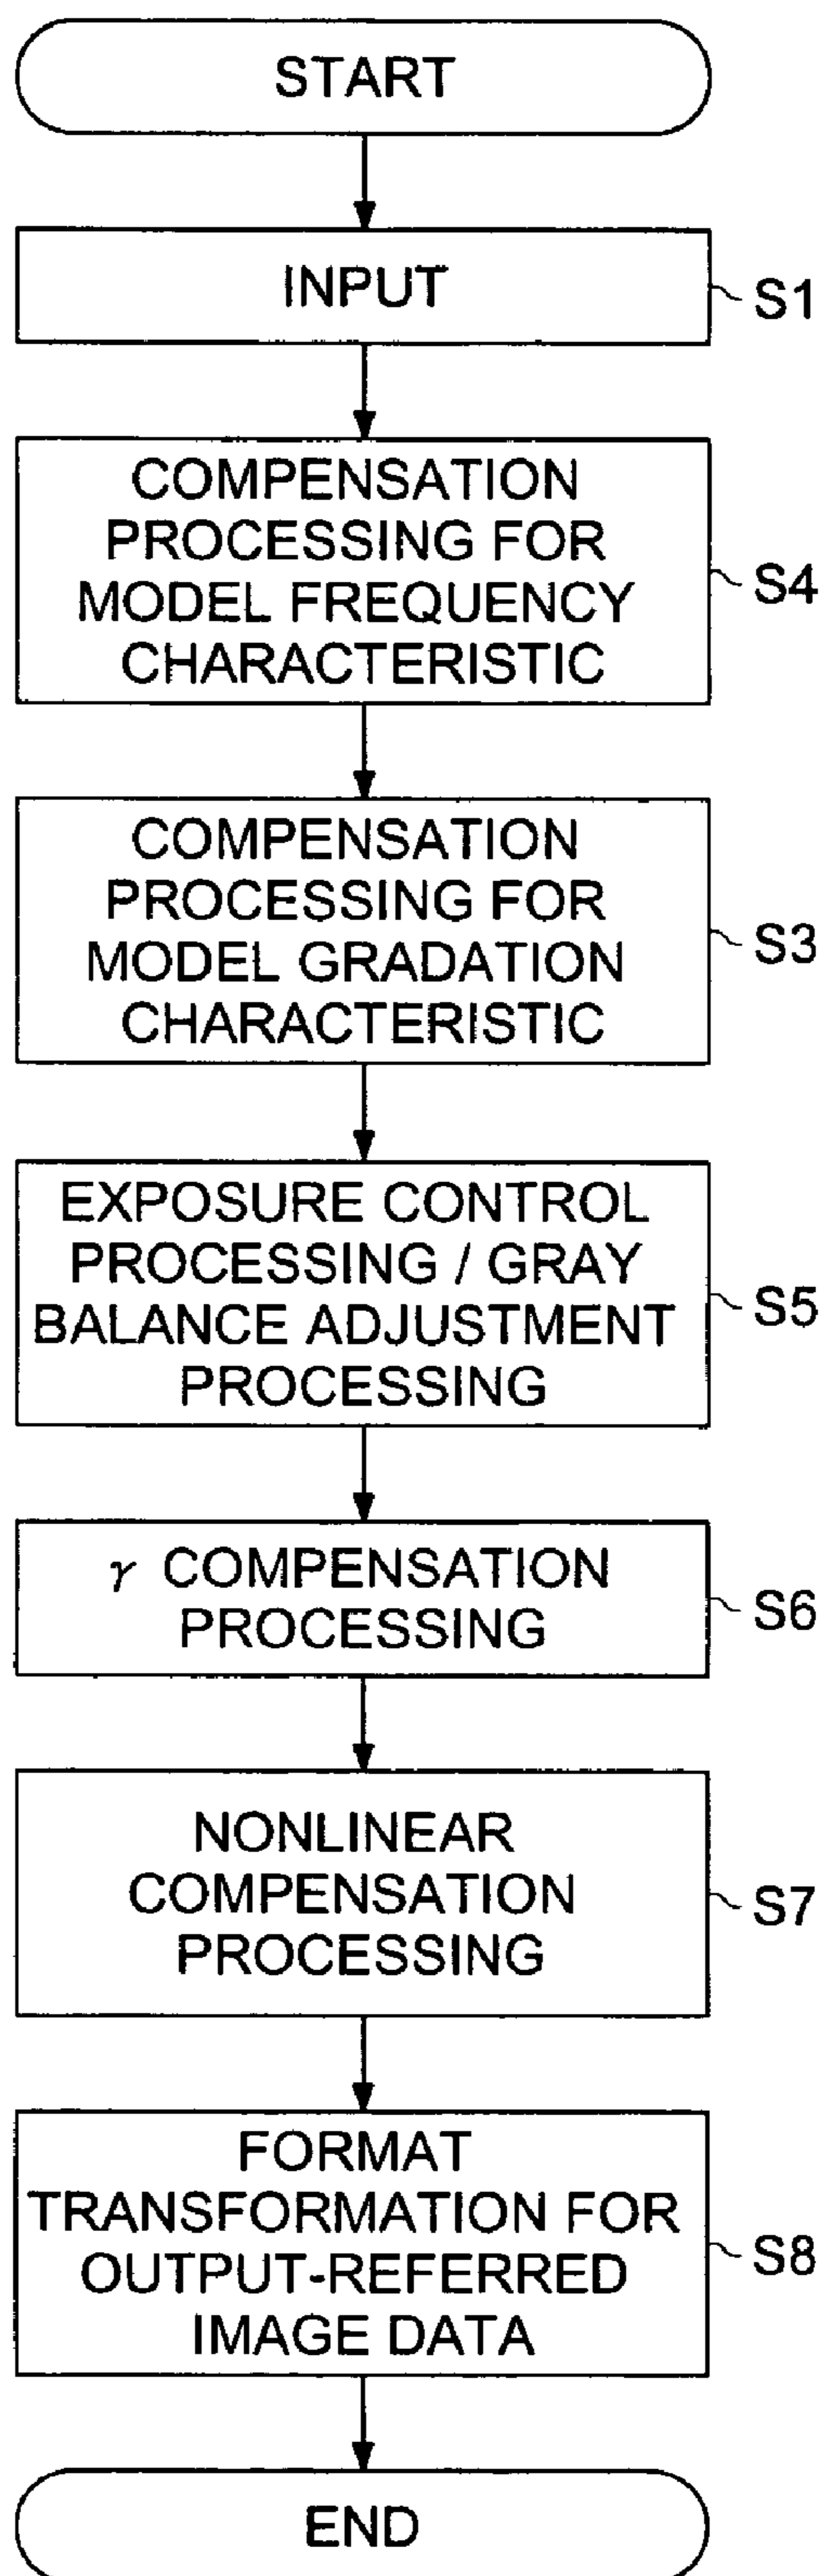 START
INPUT
S1
COMPENSATION
PROCESSING FOR
MODEL FREQUENCY
CHARACTERISTIC
S4
COMPENSATION
PROCESSING FOR
MODEL GRADATION
CHARACTERISTIC
S3
EXPOSURE CONTROL
PROCESSING / GRAY
BALANCE ADJUSTMENT
PROCESSING
S5
γ COMPENSATION
PROCESSING
S6
NONLINEAR
COMPENSATION
PROCESSING
S7
FORMAT
TRANSFORMATION FOR
OUTPUT-REFERRED
IMAGE DATA
S8
END